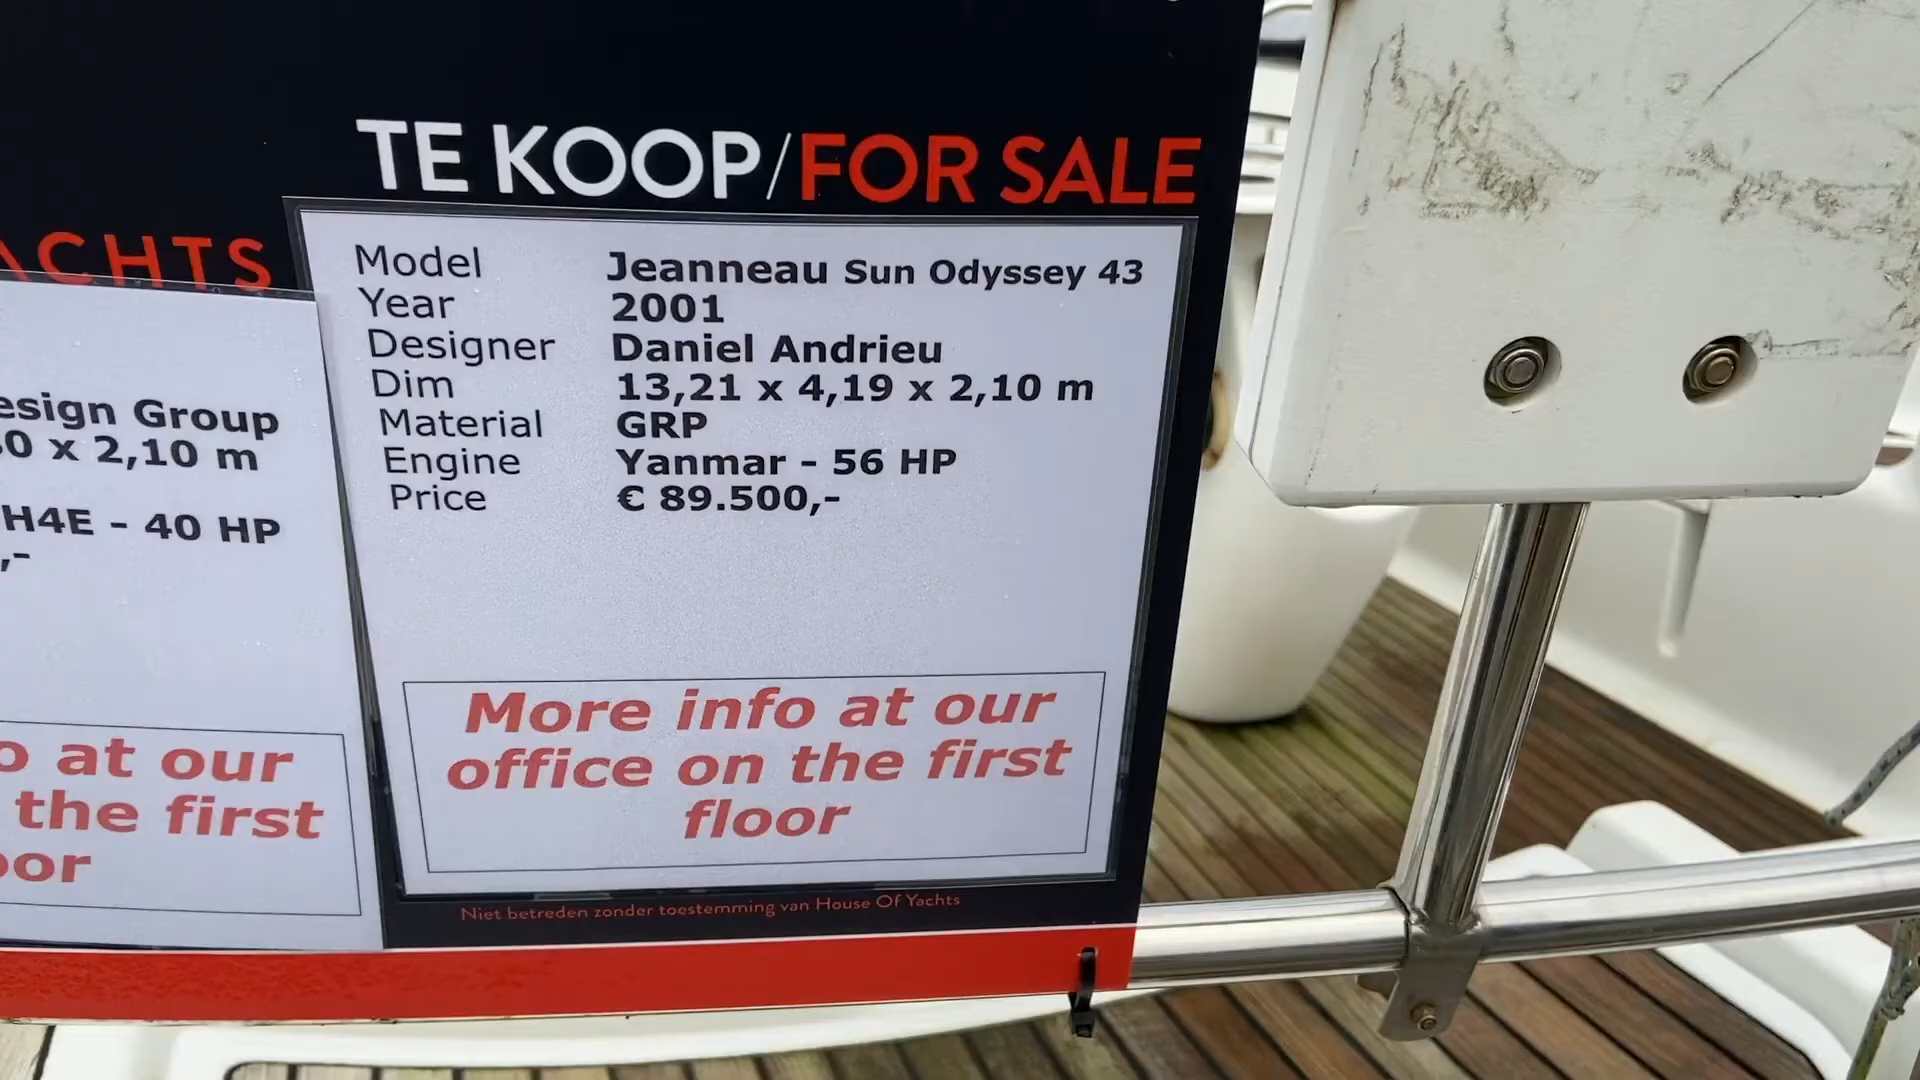 TE KOOP/FOR SALE
ACHTS
Model Jeanneau Sun Odyssey 43
Year 2001
Designer Daniel Andrieu
Dim 13,21 x 4,19 x 2,10 m
Material GRP
Engine Yanmar - 56 HP
Price € 89.500,-
More info at our
office on the first
floor
Niet betreden zonder toestemming van House Of Yachts
esign Group
0 x 2,10 m
H4E - 40 HP
,-
o at our
the first
oor